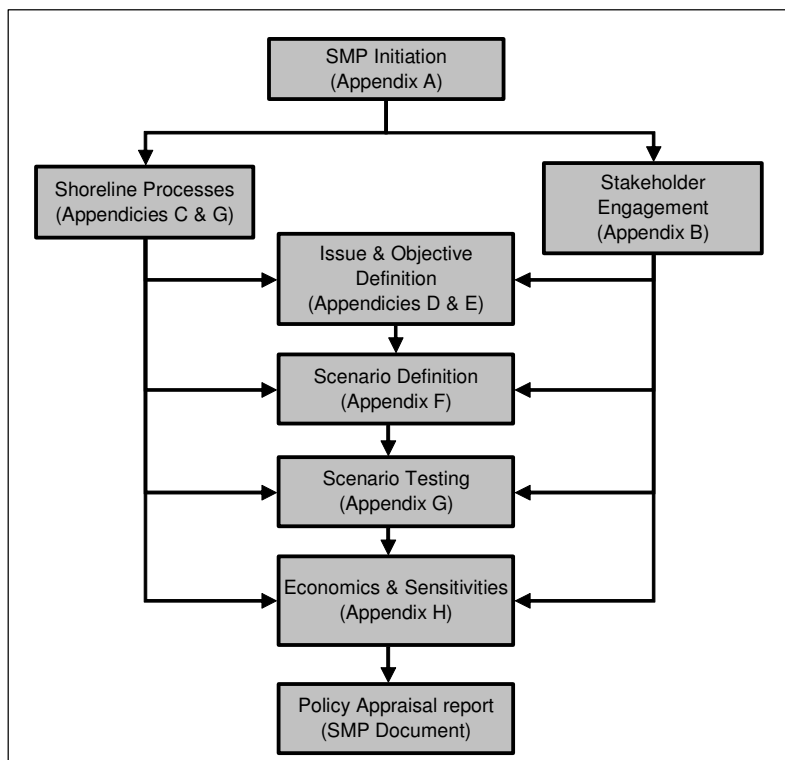 SMP Initiation
(Appendix A)
Shoreline Processes
(Appendicies C & G)
Stakeholder
Engagement
(Appendix B)
Issue & Objective
Definition
(Appendicies D & E)
Scenario Definition
(Appendix F)
Scenario Testing
(Appendix G)
Economics & Sensitivities
(Appendix H)
Policy Appraisal report
(SMP Document)